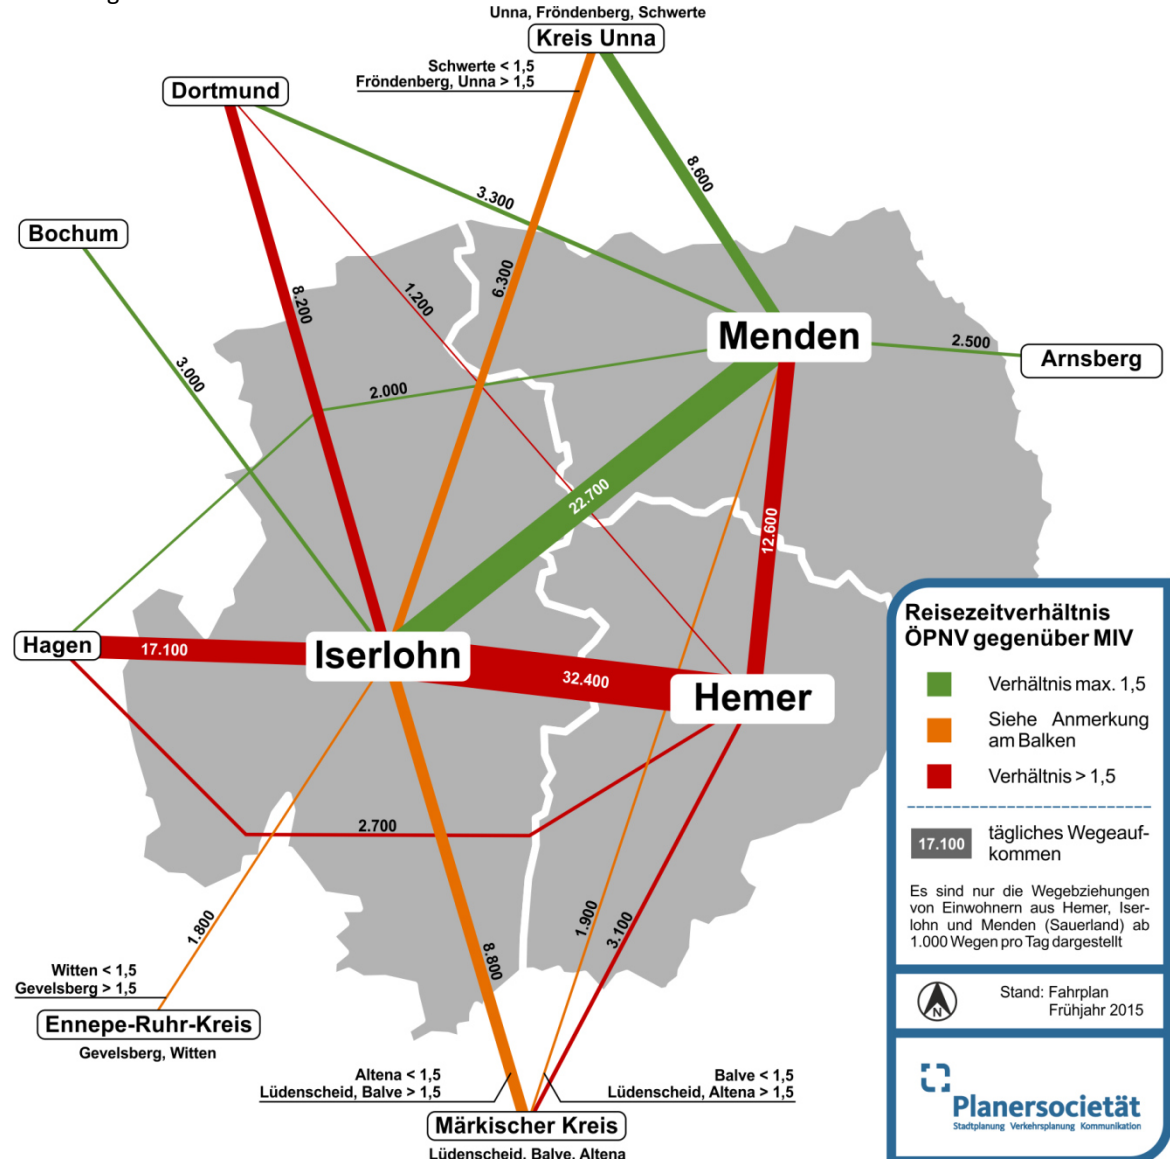 Unna, Fröndenberg, Schwerte
Kreis Unna
Schwerte < 1,5
Fröndenberg, Unna > 1,5
Dortmund
8.600
3.300
Bochum
6.300
8.200
1.200
Menden
2.500
Arnsberg
3.000
2.000
22.700
12.600
Hagen
17.100
Iserlohn
32.400
Hemer
2.700
1.900
3.100
1.800
8.800
Witten < 1,5
Gevelsberg > 1,5
Ennepe-Ruhr-Kreis
Gevelsberg, Witten
Altena < 1,5
Lüdenscheid, Balve > 1,5
Balve < 1,5
Lüdenscheid, Altena > 1,5
Märkischer Kreis
Lüdenscheid, Balve, Altena
Reisezeitverhältnis
ÖPNV gegenüber MIV
Verhältnis max. 1,5
Siehe Anmerkung
am Balken
Verhältnis > 1,5
17.100
tägliches Wegeauf-
kommen
Es sind nur die Wegebziehungen
von Einwohnern aus Hemer, Iser-
lohn und Menden (Sauerland) ab
1.000 Wegen pro Tag dargestellt
N
Stand: Fahrplan
Frühjahr 2015
Planersocietät
Stadtplanung Verkehrsplanung Kommunikation